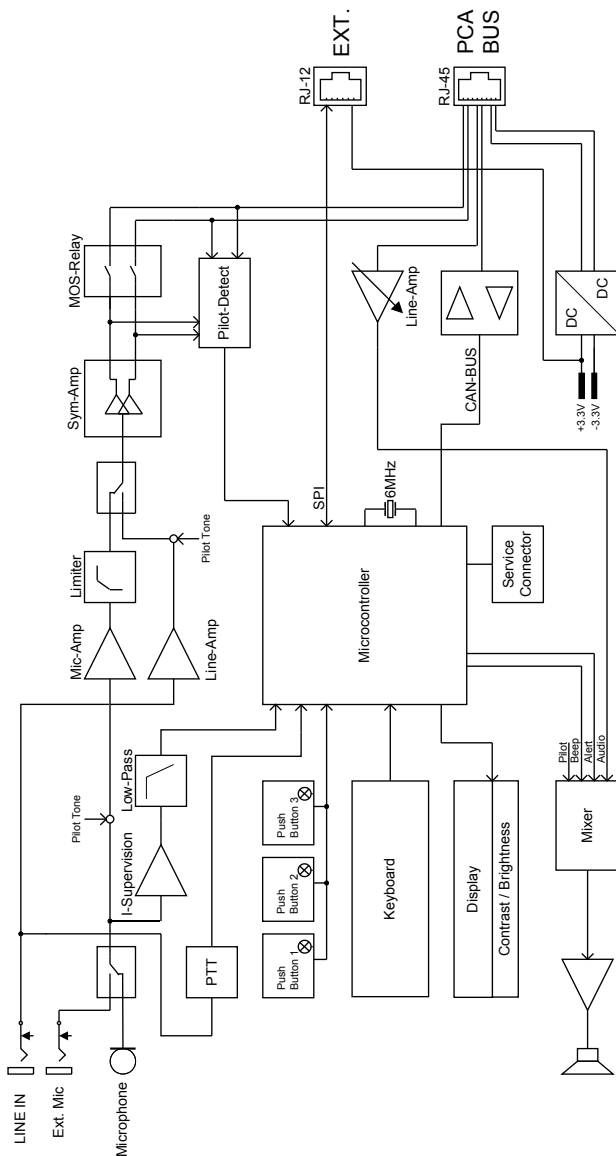 LINE IN
Ext. Mic
Microphone
Pilot Tone
I-Supervision
Low-Pass
Mic-Amp
Line-Amp
Limiter
Pilot Tone
Sym-Amp
MOS-Relay
Pilot-Detect
PTT
Push
Button 1
Push
Button 2
Push
Button 3
Keyboard
Display
Contrast / Brightness
Microcontroller
SPI
6MHz
Service
Connector
Line-Amp
CAN-BUS
RJ-12
EXT.
RJ-45
PCA
BUS
DC
DC
+3.3V
-3.3V
Pilot
Beep
Alert
Audio
Mixer